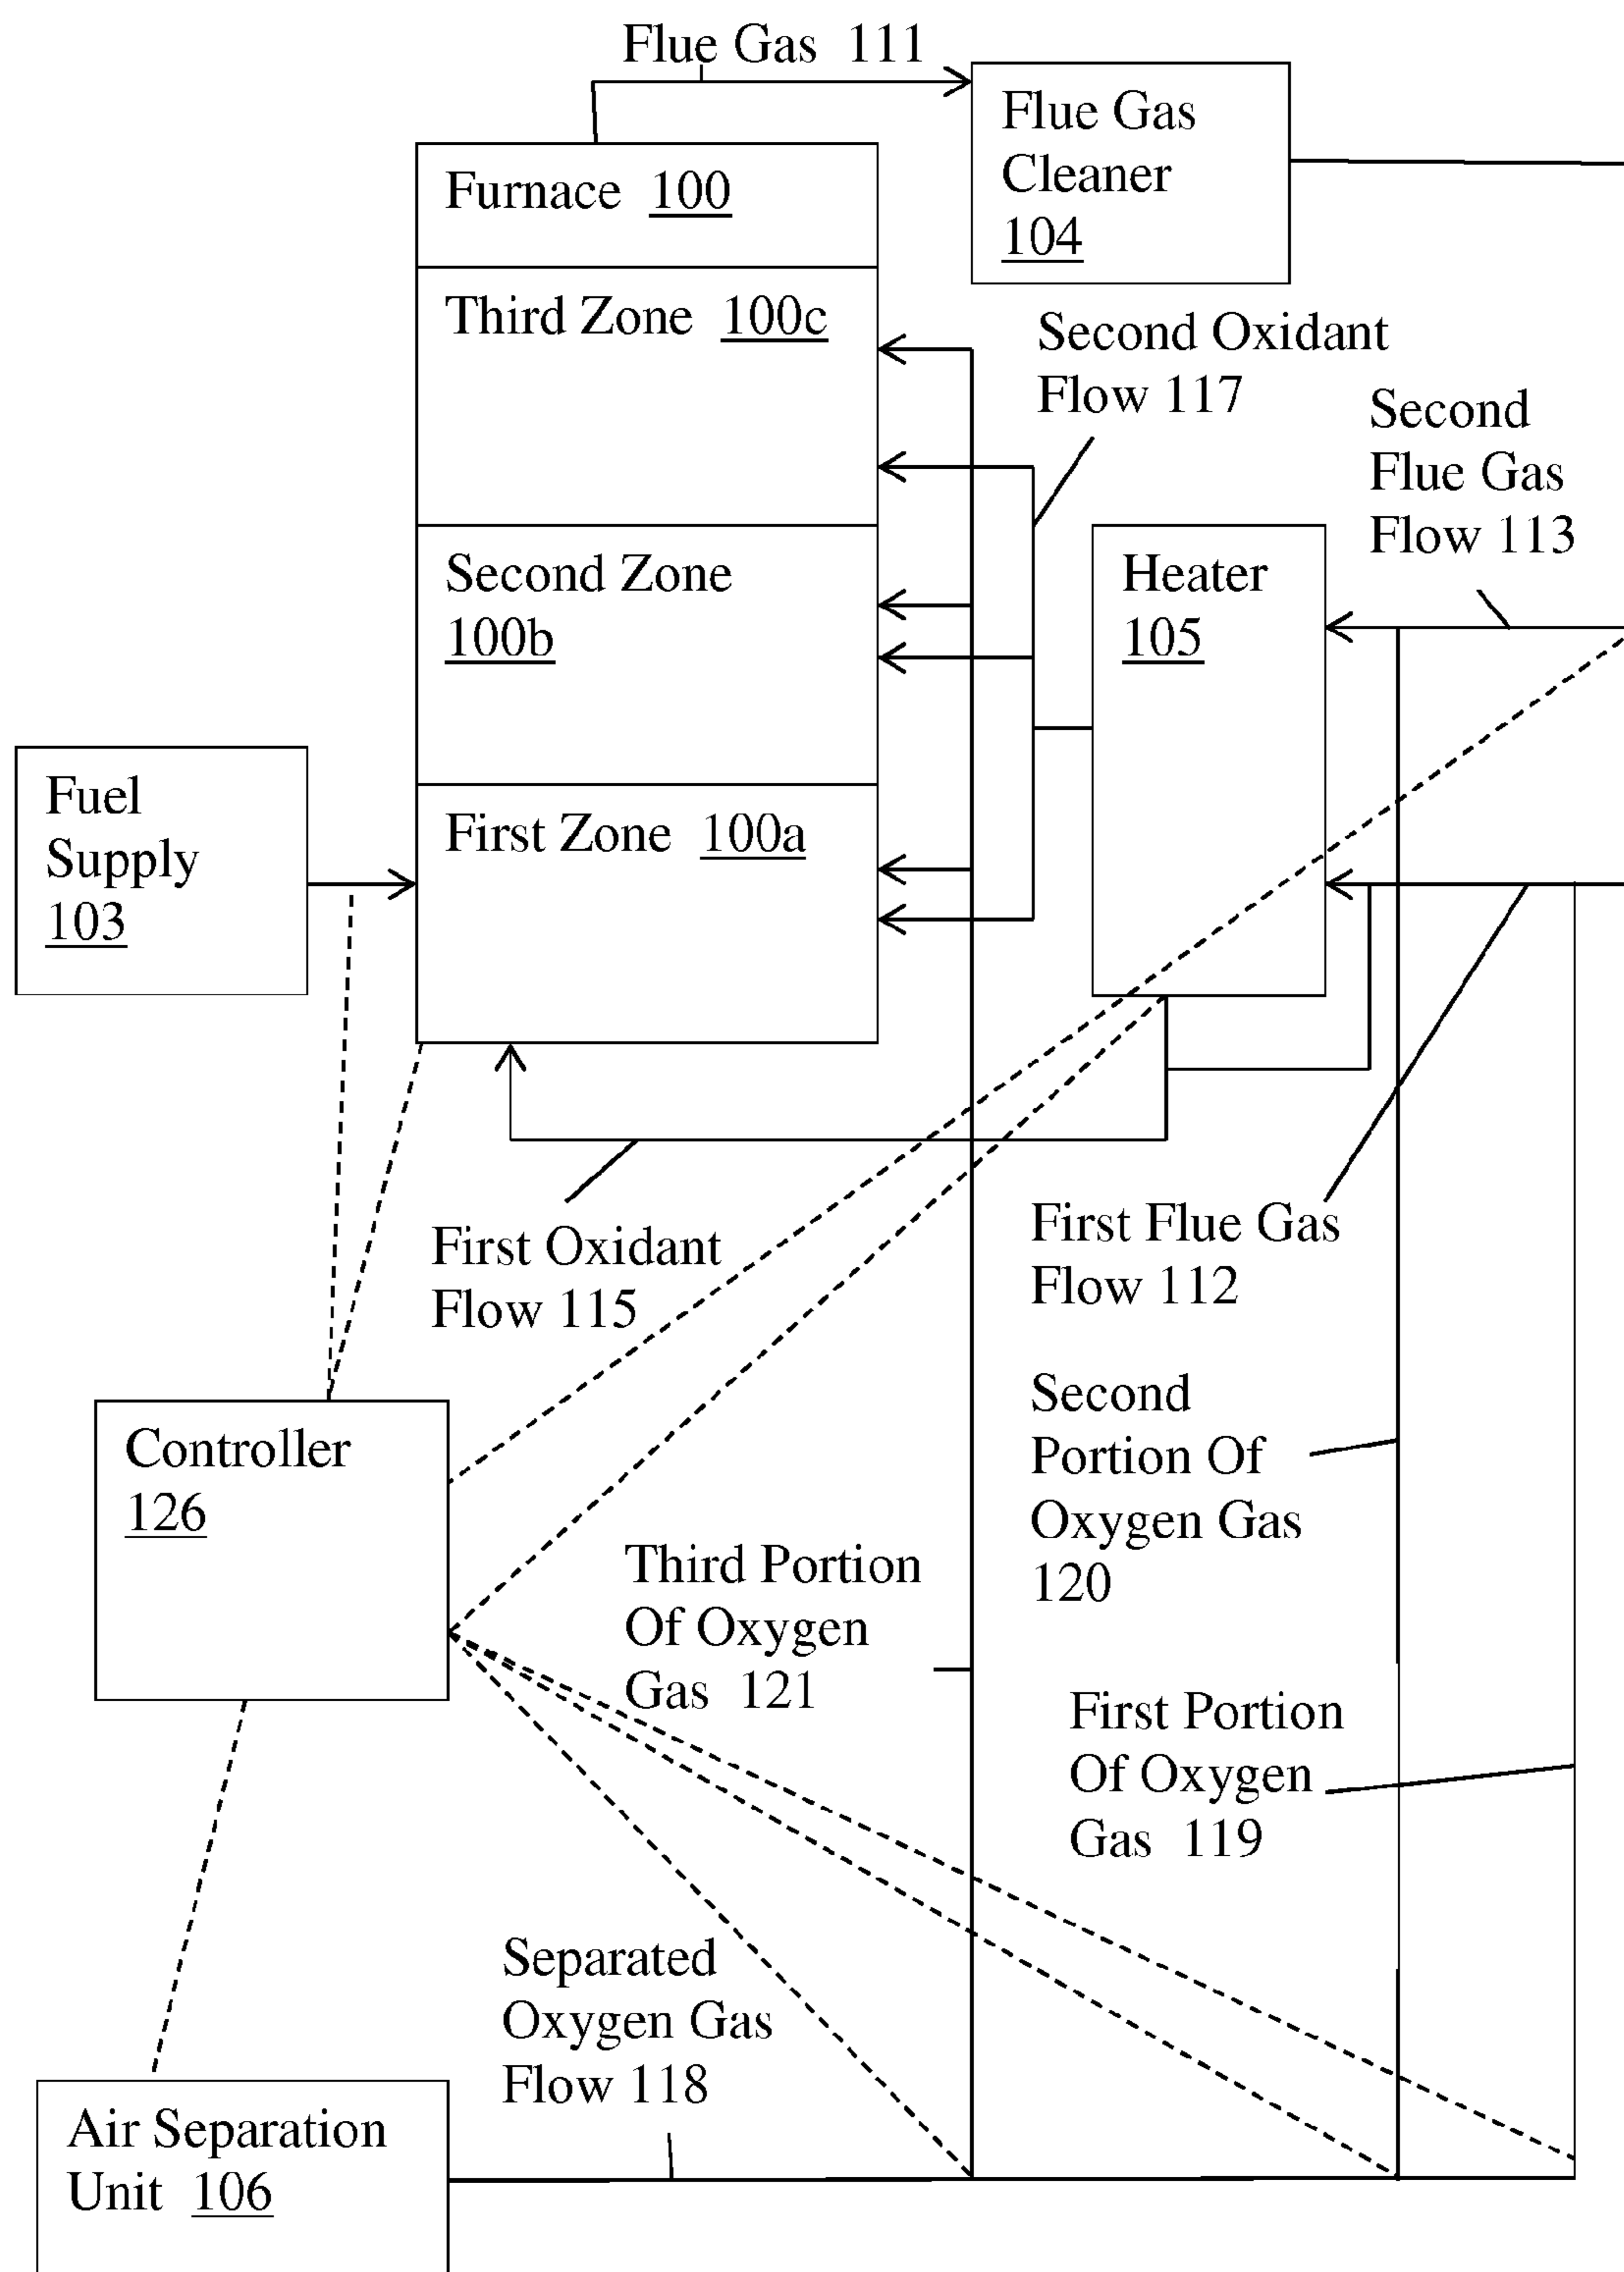 Flue Gas 111
Flue Gas
Cleaner
104
Furnace 100
Third Zone 100c
Second Oxidant
Flow 117
Second
Flue Gas
Flow 113
Second Zone
100b
Heater
105
Fuel
Supply
103
First Zone 100a
First Oxidant
Flow 115
First Flue Gas
Flow 112
Controller
126
Second
Portion Of
Oxygen Gas
120
Third Portion
Of Oxygen
Gas 121
First Portion
Of Oxygen
Gas 119
Separated
Oxygen Gas
Flow 118
Air Separation
Unit 106